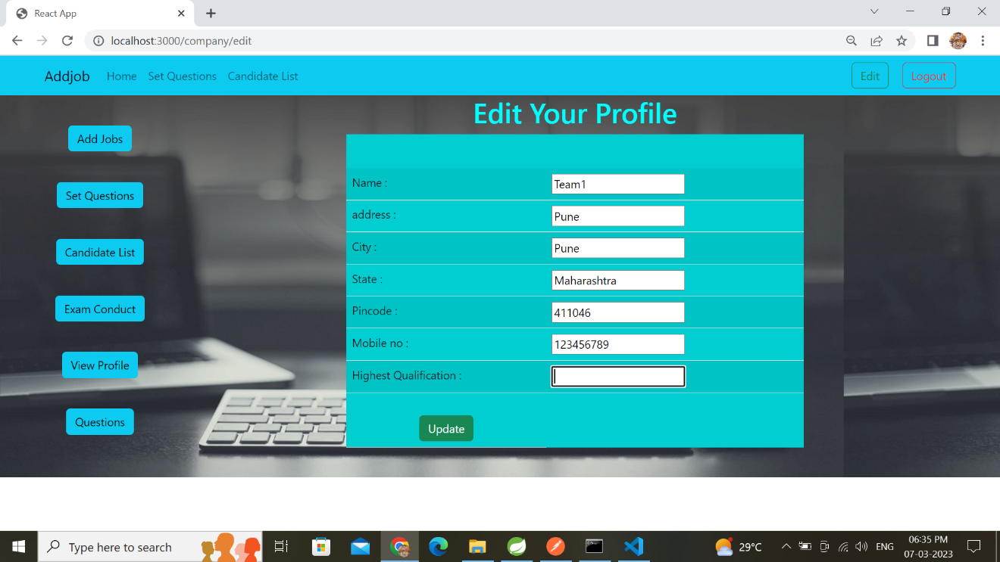 React App
localhost:3000/company/edit
Addjob Home Set Questions Candidate List Edit Logout
Edit Your Profile
Add Jobs
Set Questions
Candidate List
Exam Conduct
View Profile
Questions
Name : Team1
address : Pune
City : Pune
State : Maharashtra
Pincode : 411046
Mobile no : 123456789
Highest Qualification :
Update
Type here to search
29°C
ENG
06:35 PM
07-03-2023